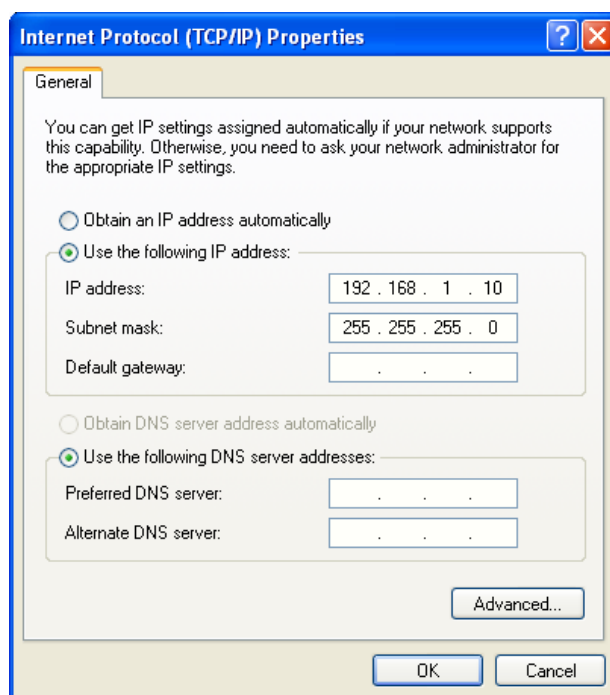 Internet Protocol (TCP/IP) Properties
General
You can get IP settings assigned automatically if your network supports
this capability. Otherwise, you need to ask your network administrator for
the appropriate IP settings.
Obtain an IP address automatically
Use the following IP address:
IP address: 192 . 168 . 1 . 10
Subnet mask: 255 . 255 . 255 . 0
Default gateway: . . .
Obtain DNS server address automatically
Use the following DNS server addresses:
Preferred DNS server: . . .
Alternate DNS server: . . .
Advanced...
OK Cancel